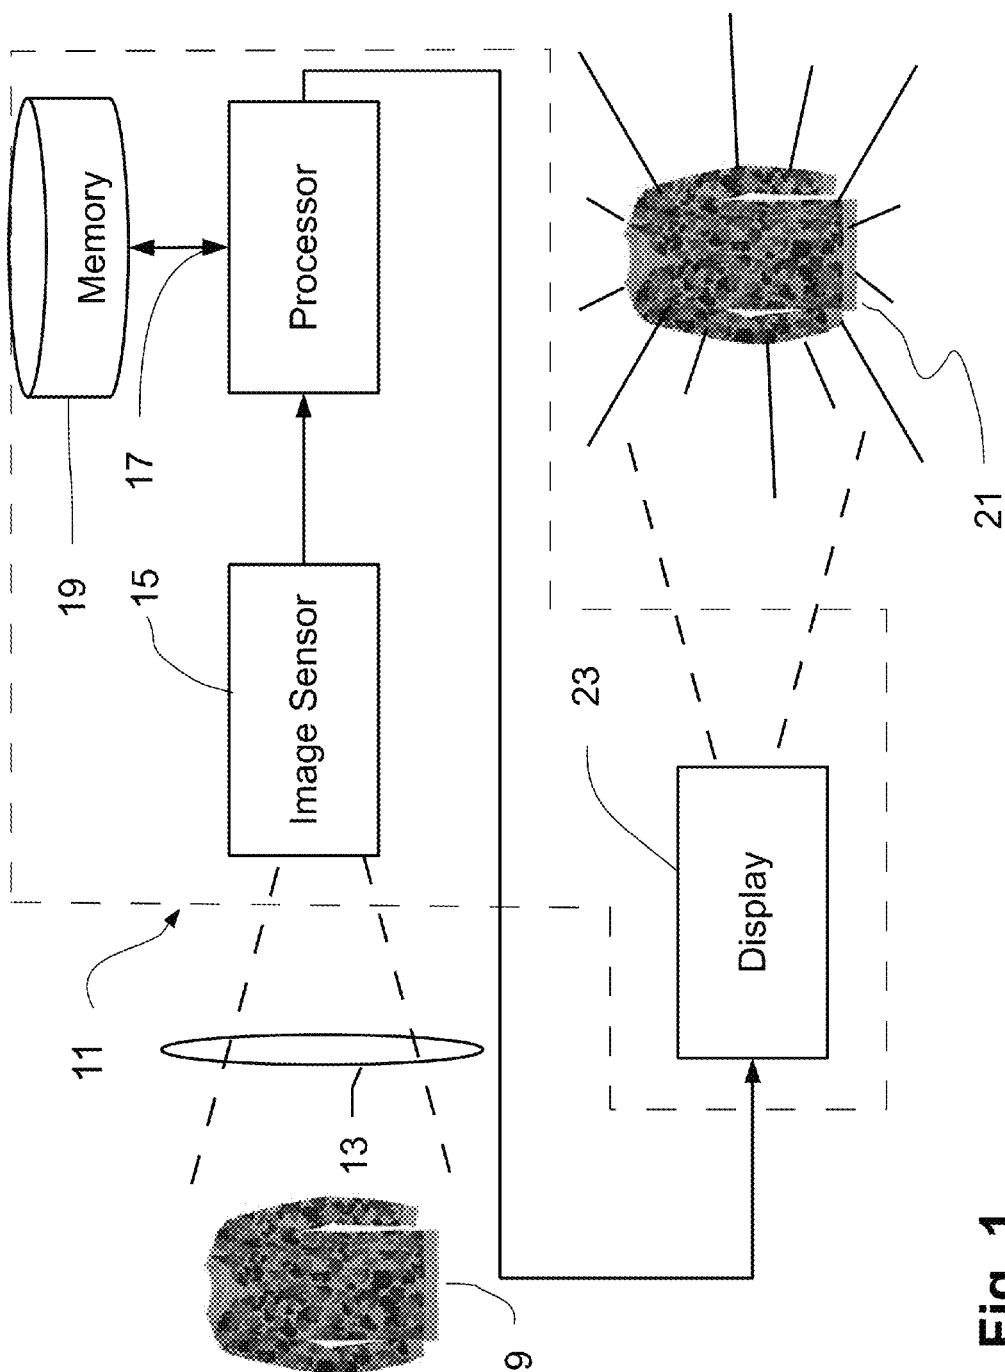 11
19
Memory
15
17
Image Sensor
Processor
13
9
23
Display
21
Fig. 1